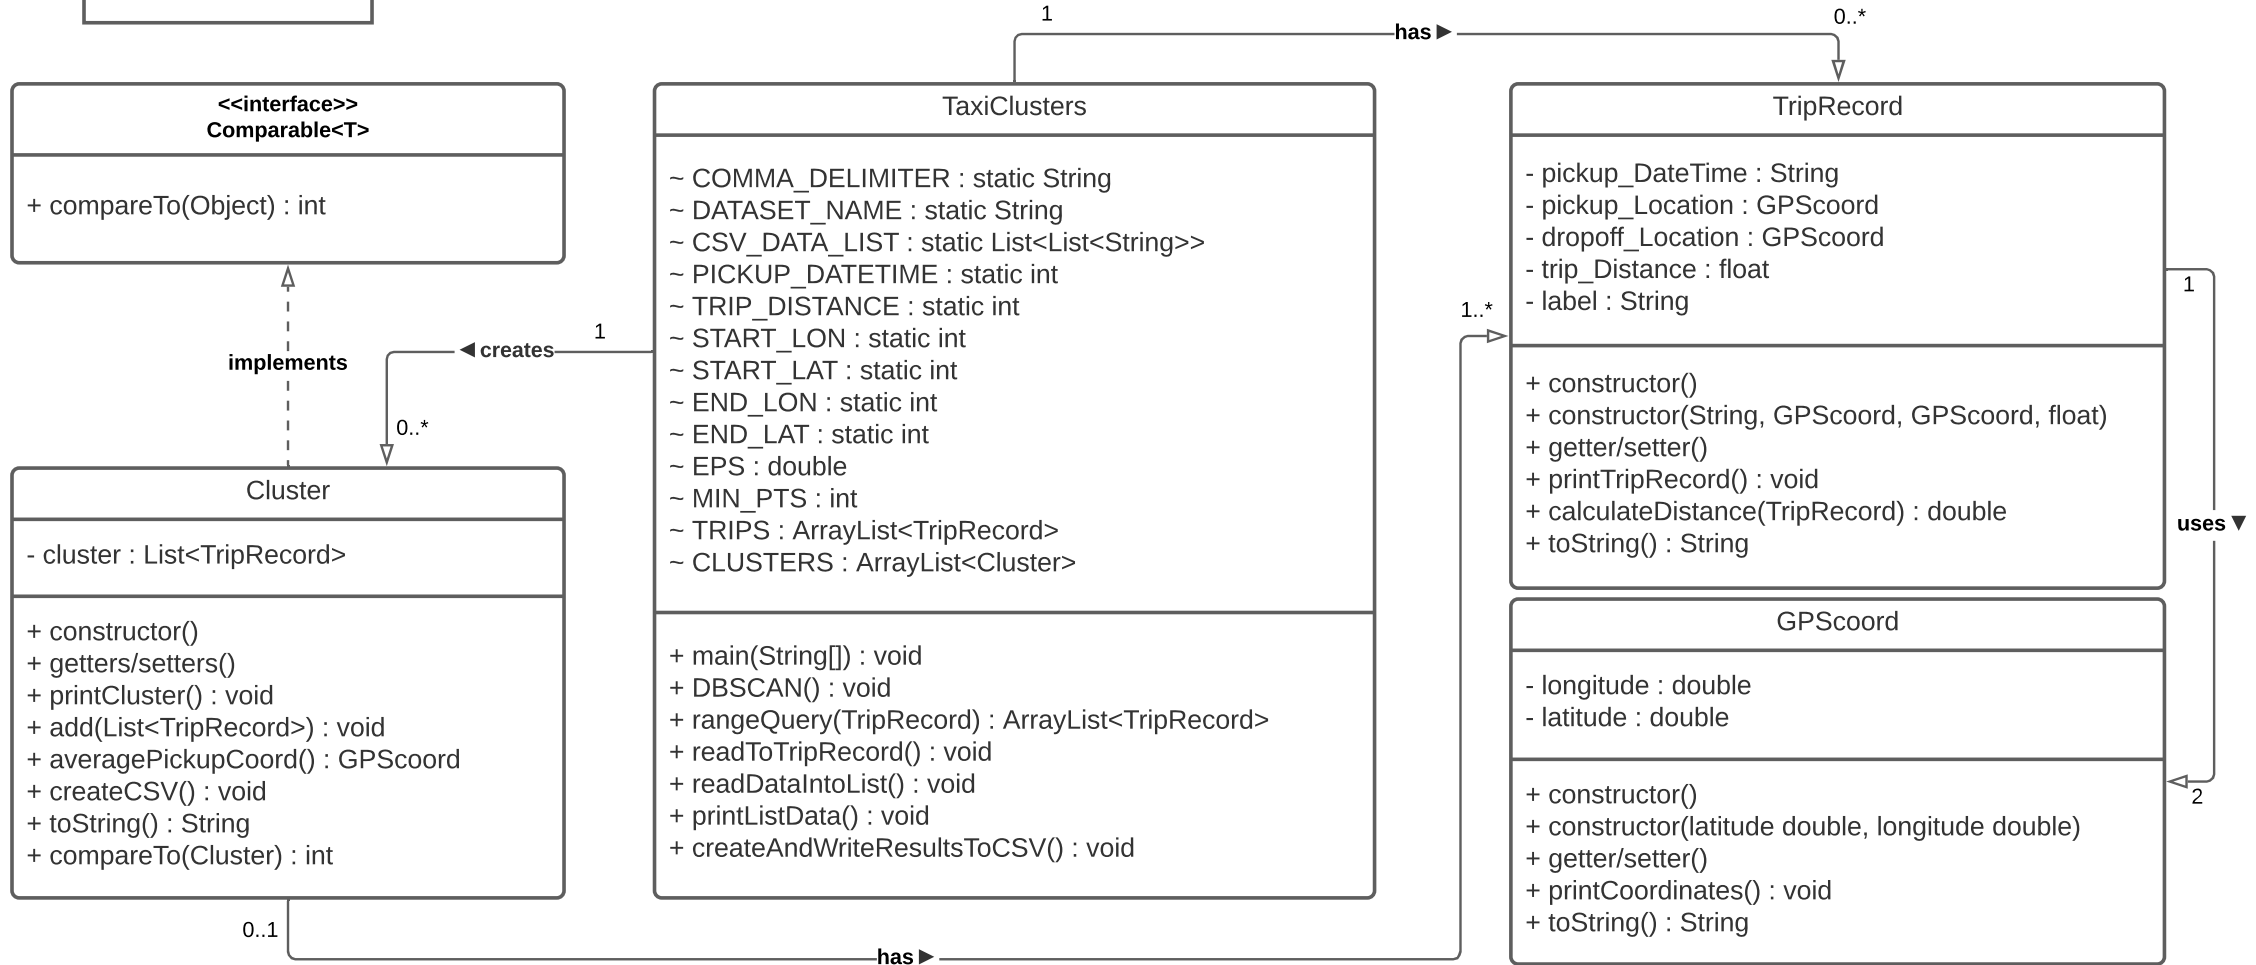 1
has ▶
0..*
<<interface>>
Comparable<T>
+ compareTo(Object) : int
implements
1
◀ creates
0..*
Cluster
- cluster : List<TripRecord>
+ constructor()
+ getters/setters()
+ printCluster() : void
+ add(List<TripRecord>) : void
+ averagePickupCoord() : GPScoord
+ createCSV() : void
+ toString() : String
+ compareTo(Cluster) : int
0..1
has ▶
1..*
TaxiClusters
~ COMMA_DELIMITER : static String
~ DATASET_NAME : static String
~ CSV_DATA_LIST : static List<List<String>>
~ PICKUP_DATETIME : static int
~ TRIP_DISTANCE : static int
~ START_LON : static int
~ START_LAT : static int
~ END_LON : static int
~ END_LAT : static int
~ EPS : double
~ MIN_PTS : int
~ TRIPS : ArrayList<TripRecord>
~ CLUSTERS : ArrayList<Cluster>
+ main(String[]) : void
+ DBSCAN() : void
+ rangeQuery(TripRecord) : ArrayList<TripRecord>
+ readToTripRecord() : void
+ readDataIntoList() : void
+ printListData() : void
+ createAndWriteResultsToCSV() : void
TripRecord
- pickup_DateTime : String
- pickup_Location : GPScoord
- dropoff_Location : GPScoord
- trip_Distance : float
- label : String
+ constructor()
+ constructor(String, GPScoord, GPScoord, float)
+ getter/setter()
+ printTripRecord() : void
+ calculateDistance(TripRecord) : double
+ toString() : String
1
uses ▼
2
GPScoord
- longitude : double
- latitude : double
+ constructor()
+ constructor(latitude double, longitude double)
+ getter/setter()
+ printCoordinates() : void
+ toString() : String